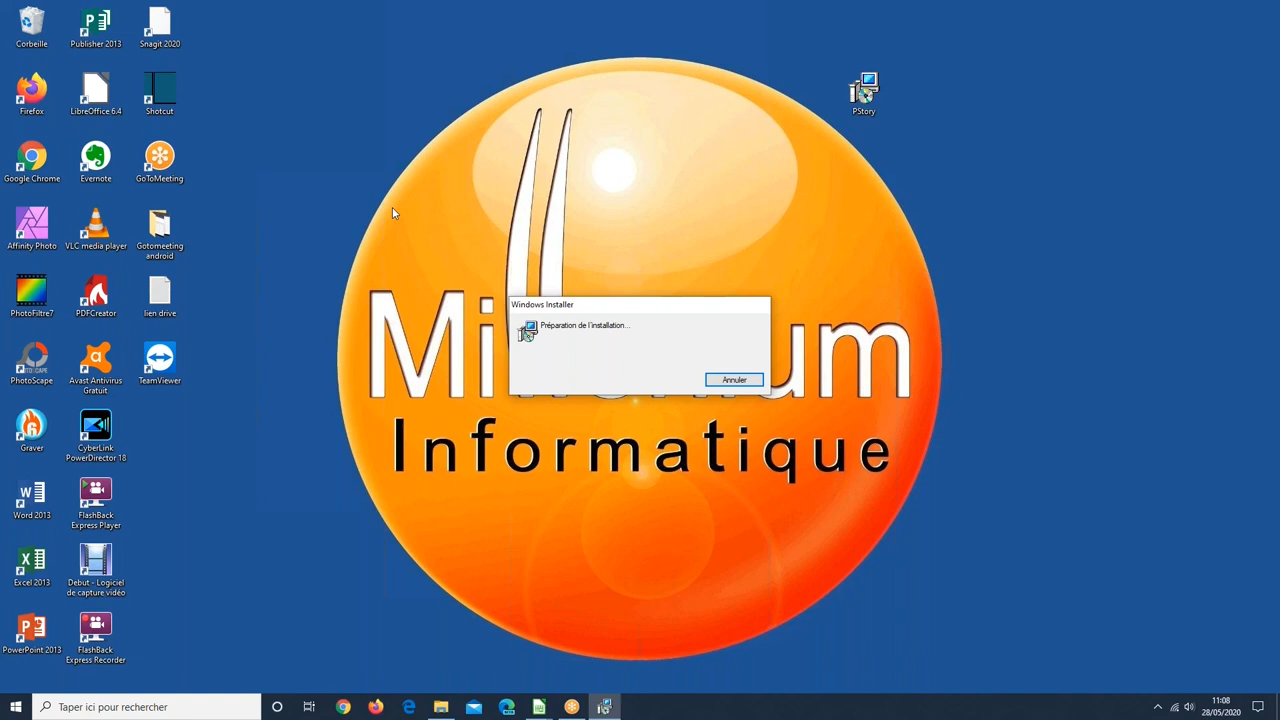 Corbeille
Publisher 2013
Snagit 2020
Firefox
LibreOffice 6.4
Shotcut
Google Chrome
Evernote
GoToMeeting
Affinity Photo
VLC media player
Gotomeeting
android
PhotoFiltre7
PDFCreator
lien drive
PhotoScape
Avast Antivirus
Gratuit
TeamViewer
Graver
CyberLink
PowerDirector 18
Word 2013
FlashBack
Express Player
Excel 2013
Debut - Logiciel
de capture vidéo
PowerPoint 2013
FlashBack
Express Recorder
PStory
Windows Installer
Préparation de l'installation...
Annuler
Informatique
Taper ici pour rechercher
11:08
28/05/2020